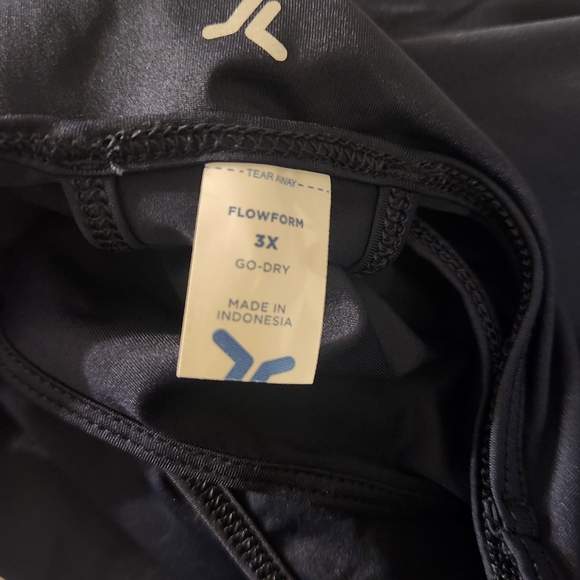 TEAR AWAY
FLOWFORM
3X
GO-DRY
MADE IN
INDONESIA